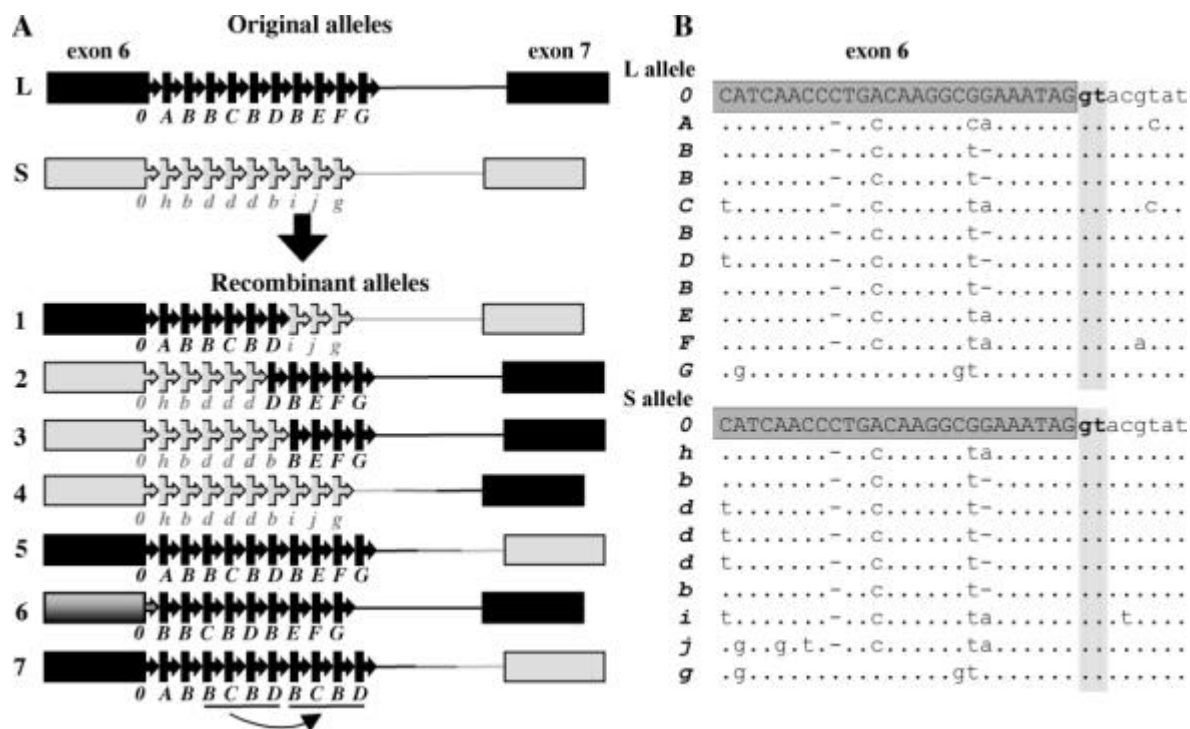 A
Original alleles
exon 6
exon 7
L
0 A B B C B D B E F G
S
0 h b d d d b i j g
Recombinant alleles
1
0 A B B C B D i j g
2
0 h b d d d D B E F G
3
0 h b d d d b B E F G
4
0 h b d d d b i j g
5
0 A B B C B D B E F G
6
0 B B C B D B E F G
7
0 A B B C B D B C B D
B
exon 6
L allele
0 CATCAACCCTGACAAGGCGGAAATAGgtacgtat
A ........-..c......ca...........c..
B ........-..c......t-..............
B ........-..c......t-..............
C t.......-..c......ta...........c..
B ........-..c......t-..............
D t.......-..c......t-..............
B ........-..c......t-..............
E ........-..c......ta..............
F ........-..c......ta..........a...
G .g...............gt...............
S allele
0 CATCAACCCTGACAAGGCGGAAATAGgtacgtat
h ........-..c......ta..............
b ........-..c......t-..............
d t.......-..c......t-..............
d t.......-..c......t-..............
d t.......-..c......t-..............
b ........-..c......t-..............
i t.......-..c......ta.........t....
j .g..g.t.-..c......ta..............
g .g...............gt...............